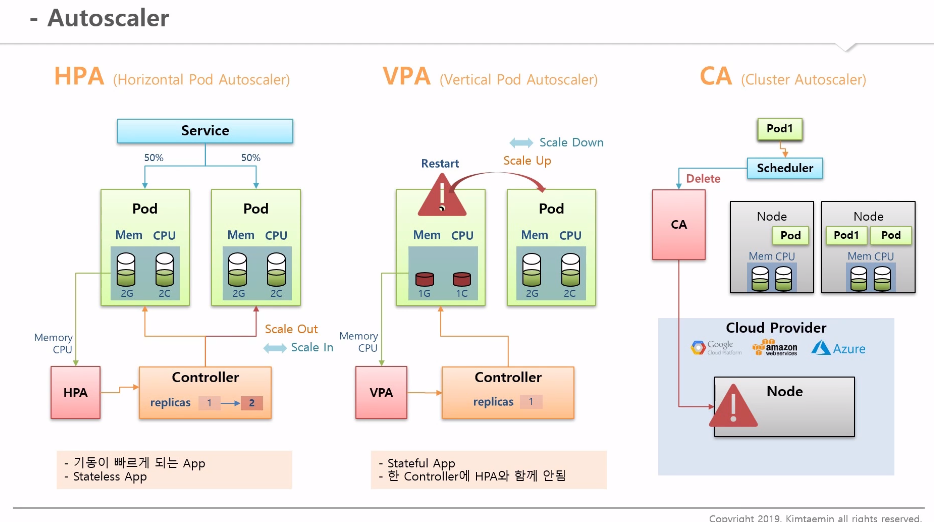 - Autoscaler
HPA (Horizontal Pod Autoscaler)
Service
50%
50%
Pod
Mem CPU
2G 2C
Pod
Mem CPU
2G 2C
Memory
CPU
Scale Out
Scale In
HPA
Controller
replicas 1 2
- 기동이 빠르게 되는 App
- Stateless App
VPA (Vertical Pod Autoscaler)
Scale Down
Scale Up
Restart
Mem CPU
1G 1C
Pod
Mem CPU
2G 2C
Memory
CPU
VPA
Controller
replicas 1
- Stateful App
- 한 Controller에 HPA와 함께 안됨
CA (Cluster Autoscaler)
Pod1
Scheduler
Delete
CA
Node
Pod
Mem CPU
Node
Pod1 Pod
Mem CPU
Cloud Provider
Google
Cloud Platform
amazon
webservices
Azure
Node
Copyright 2019. Kimtaemin all rights reserved.